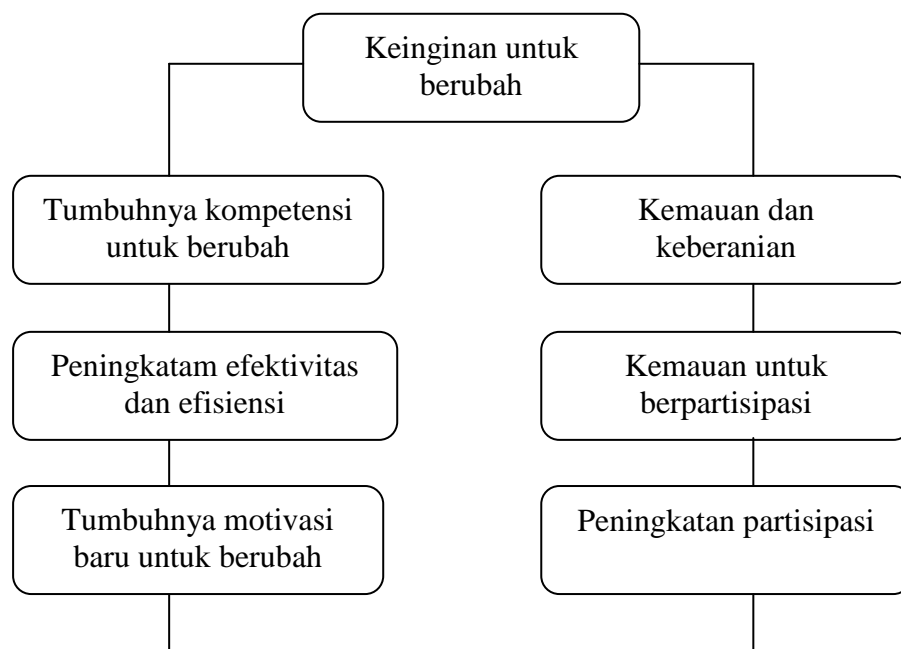 Keinginan untuk
berubah
Tumbuhnya kompetensi
untuk berubah
Kemauan dan
keberanian
Peningkatam efektivitas
dan efisiensi
Kemauan untuk
berpartisipasi
Tumbuhnya motivasi
baru untuk berubah
Peningkatan partisipasi